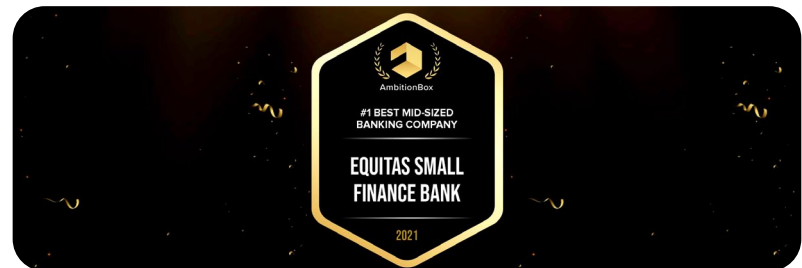 AmbitionBox
#1 BEST MID-SIZED
BANKING COMPANY
EQUITAS SMALL
FINANCE BANK
2021